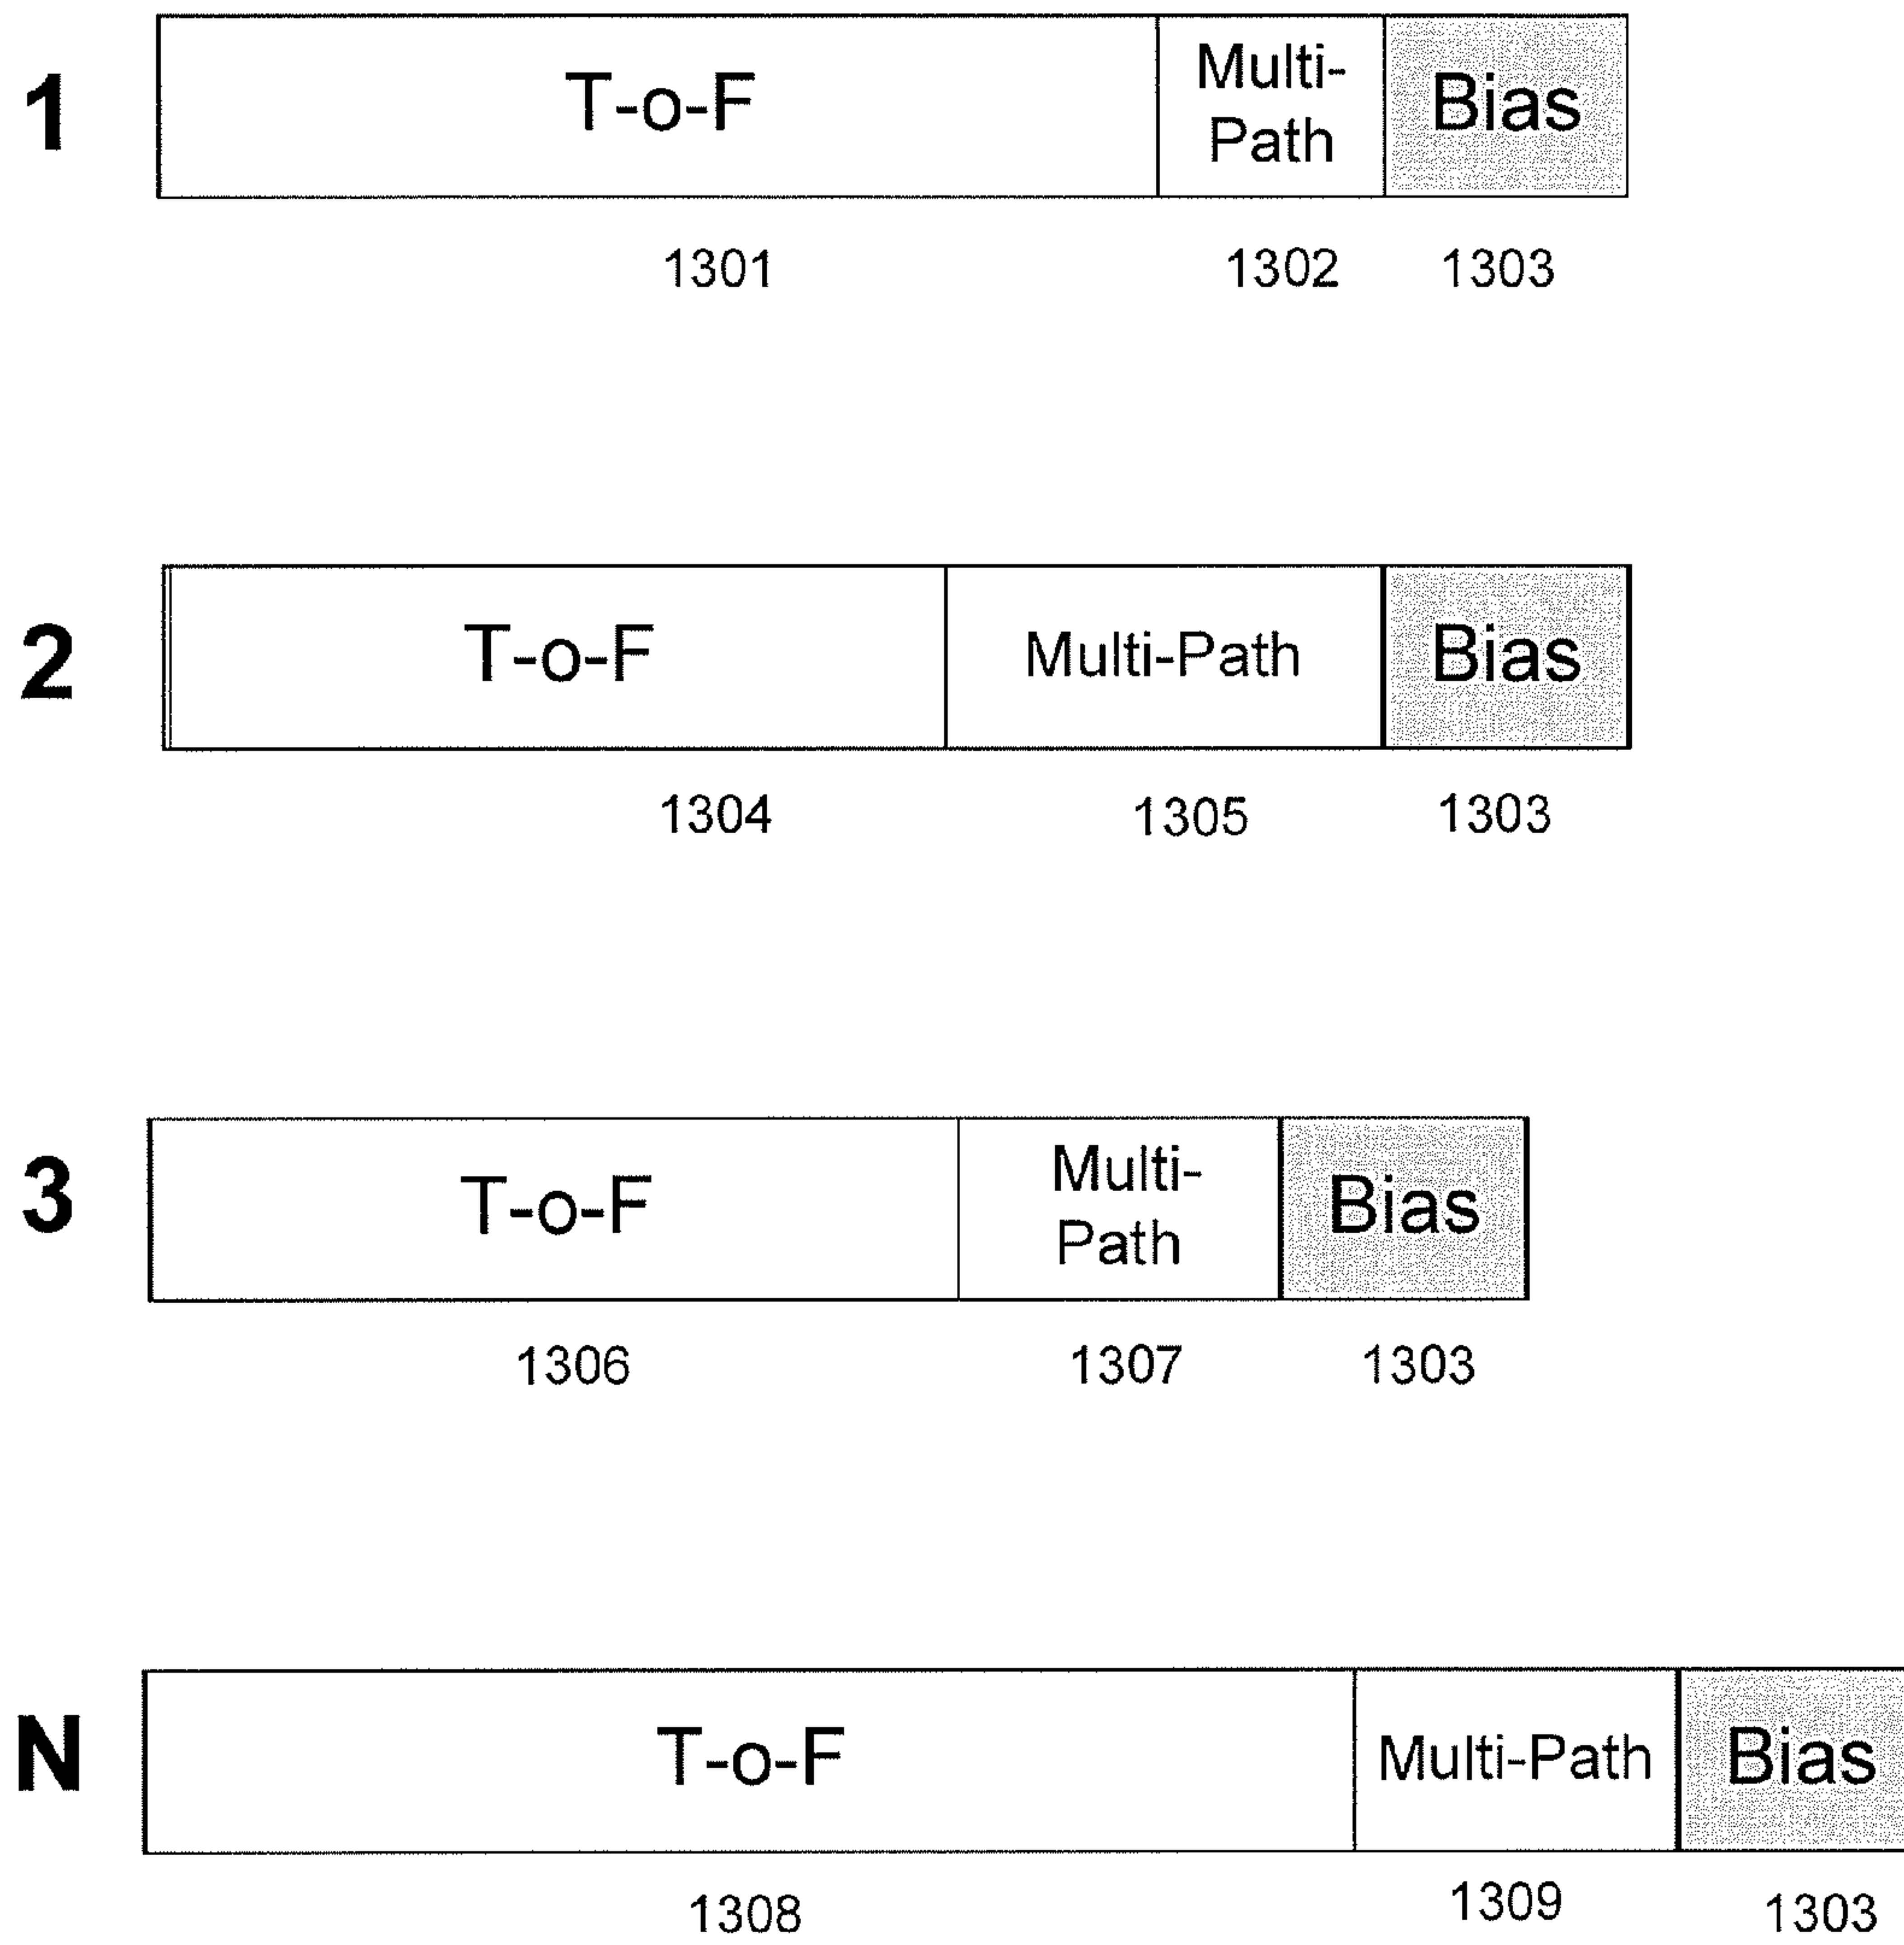 1
T-o-F
Multi-
Path
Bias
1301
1302
1303
2
T-o-F
Multi-Path
Bias
1304
1305
1303
3
T-o-F
Multi-
Path
Bias
1306
1307
1303
N
T-o-F
Multi-Path
Bias
1308
1309
1303